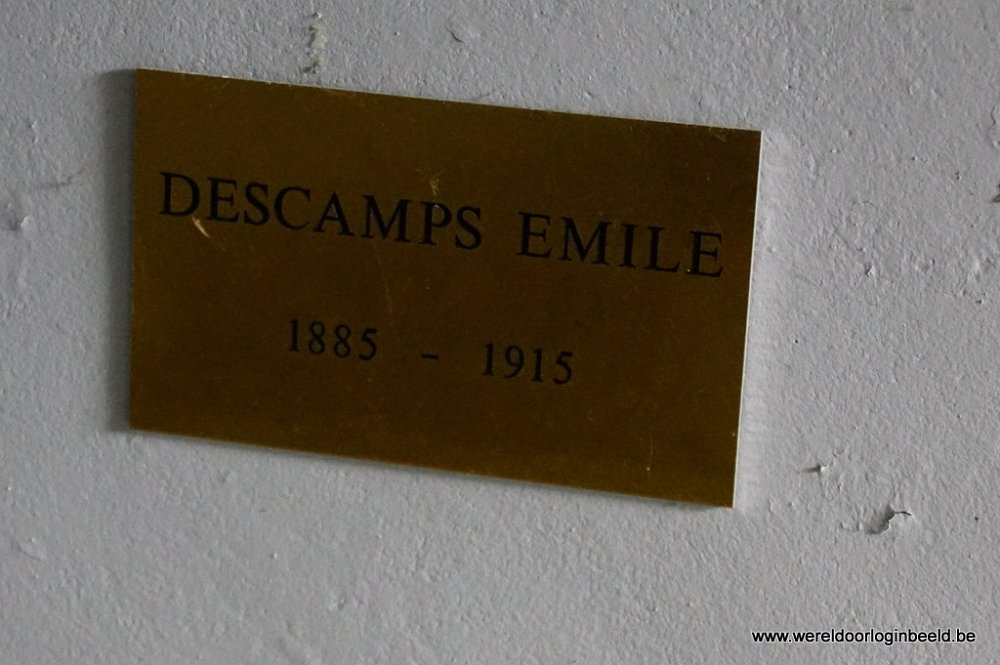 DESCAMPS EMILE
1885 - 1915
www.wereldoorloginbeeld.be